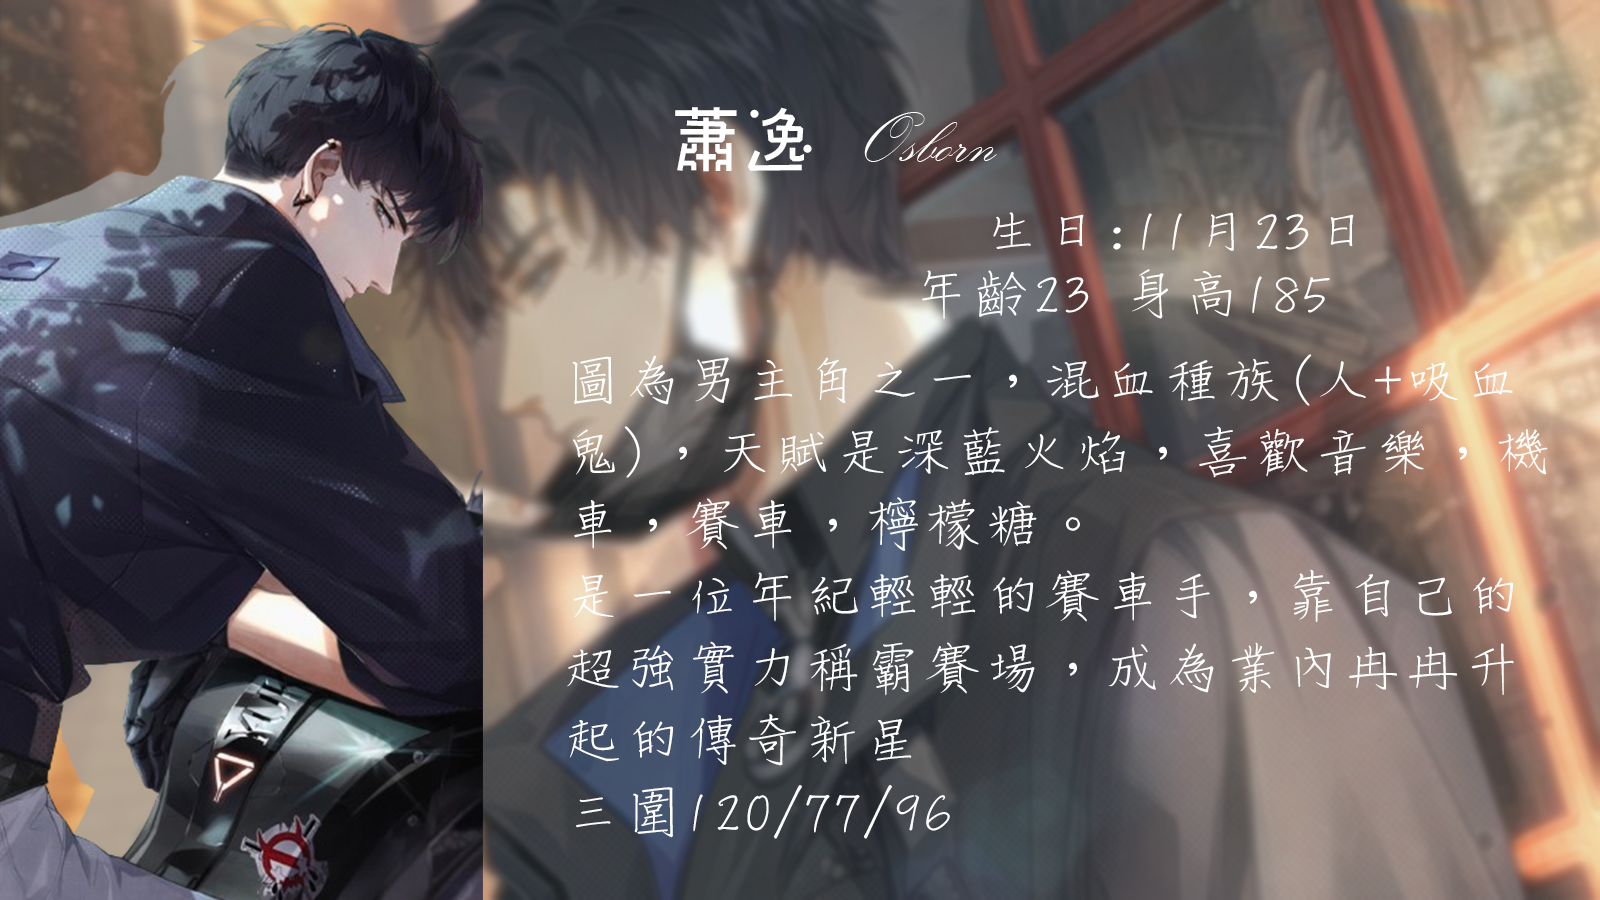 蕭逸 Osborn
生日:11月23日
年齡23 身高185
圖為男主角之一，混血種族(人+吸血
鬼)，天賦是深藍火焰，喜歡音樂，機
車，賽車，檸檬糖。
是一位年紀輕輕的賽車手，靠自己的
超強實力稱霸賽場，成為業內冉冉升
起的傳奇新星
三圍120/77/96